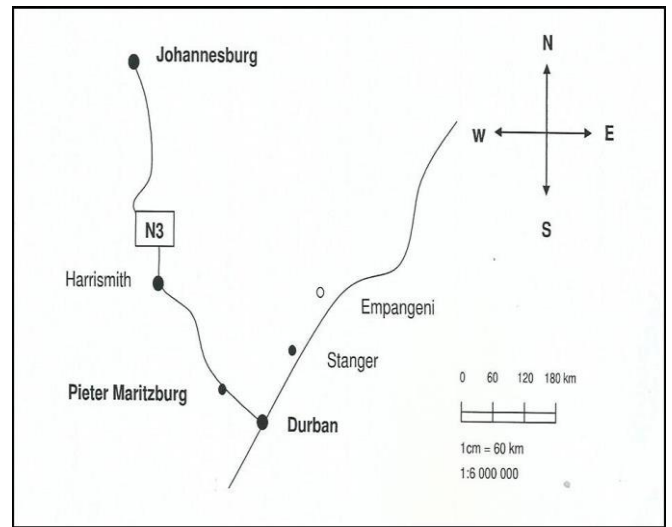 Johannesburg
N
W E
S
N3
Harrismith
Empangeni
Stanger
Pieter Maritzburg
Durban
0 60 120 180 km
1cm = 60 km
1:6 000 000